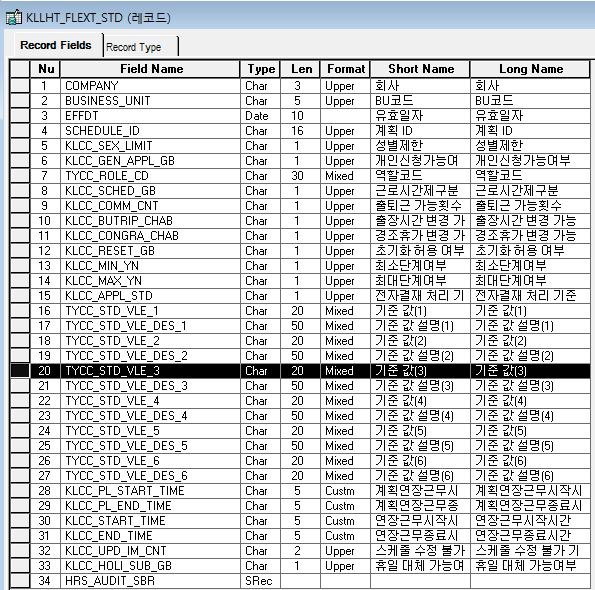 KLLHT_FLEXT_STD (레코드)
Record Fields Record Type
Nu Field Name Type Len Format Short Name Long Name
1 COMPANY Char 3 Upper 회사 회사
2 BUSINESS_UNIT Char 5 Upper BU코드 BU코드
3 EFFDT Date 10 유효일자 유효일자
4 SCHEDULE_ID Char 16 Upper 계획 ID 계획 ID
5 KLCC_SEX_LIMIT Char 1 Upper 성별제한 성별제한
6 KLCC_GEN_APPL_GB Char 1 Upper 개인신청가능여 개인신청가능여부
7 TYCC_ROLE_CD Char 30 Mixed 역할코드 역할코드
8 KLCC_SCHED_GB Char 1 Upper 근로시간제구분 근로시간제구분
9 KLCC_COMM_CNT Char 1 Upper 출퇴근 가능횟수 출퇴근 가능횟수
10 KLCC_BUTRIP_CHAB Char 1 Upper 출장시간 변경 가 출장시간 변경 가능
11 KLCC_CONGRA_CHAB Char 1 Upper 경조휴가 변경 가 경조휴가 변경 가능
12 KLCC_RESET_GB Char 1 Upper 초기화 허용 여부 초기화 허용 여부
13 KLCC_MIN_YN Char 1 Upper 최소단계여부 최소단계여부
14 KLCC_MAX_YN Char 1 Upper 최대단계여부 최대단계여부
15 KLCC_APPL_STD Char 1 Upper 전자결재 처리 기 전자결재 처리 기준
16 TYCC_STD_VLE_1 Char 20 Mixed 기준 값(1) 기준 값(1)
17 TYCC_STD_VLE_DES_1 Char 50 Mixed 기준 값 설명(1) 기준 값 설명(1)
18 TYCC_STD_VLE_2 Char 20 Mixed 기준 값(2) 기준 값(2)
19 TYCC_STD_VLE_DES_2 Char 50 Mixed 기준 값 설명(2) 기준 값 설명(2)
20 TYCC_STD_VLE_3 Char 20 Mixed 기준 값(3) 기준 값(3)
21 TYCC_STD_VLE_DES_3 Char 50 Mixed 기준 값 설명(3) 기준 값 설명(3)
22 TYCC_STD_VLE_4 Char 20 Mixed 기준 값(4) 기준 값(4)
23 TYCC_STD_VLE_DES_4 Char 50 Mixed 기준 값 설명(4) 기준 값 설명(4)
24 TYCC_STD_VLE_5 Char 20 Mixed 기준 값(5) 기준 값(5)
25 TYCC_STD_VLE_DES_5 Char 50 Mixed 기준 값 설명(5) 기준 값 설명(5)
26 TYCC_STD_VLE_6 Char 20 Mixed 기준 값(6) 기준 값(6)
27 TYCC_STD_VLE_DES_6 Char 50 Mixed 기준 값 설명(6) 기준 값 설명(6)
28 KLCC_PL_START_TIME Char 5 Custm 계획연장근무시 계획연장근무시작시
29 KLCC_PL_END_TIME Char 5 Custm 계획연장근무종 계획연장근무종료시
30 KLCC_START_TIME Char 5 Custm 연장근무시작시 연장근무시작시간
31 KLCC_END_TIME Char 5 Custm 연장근무종료시 연장근무종료시간
32 KLCC_UPD_IM_CNT Char 2 Upper 스케줄 수정 불가 스케줄 수정 불가 기
33 KLCC_HOLI_SUB_GB Char 1 Upper 휴일 대체 가능여 휴일 대체 가능여부
34 HRS_AUDIT_SBR SRec